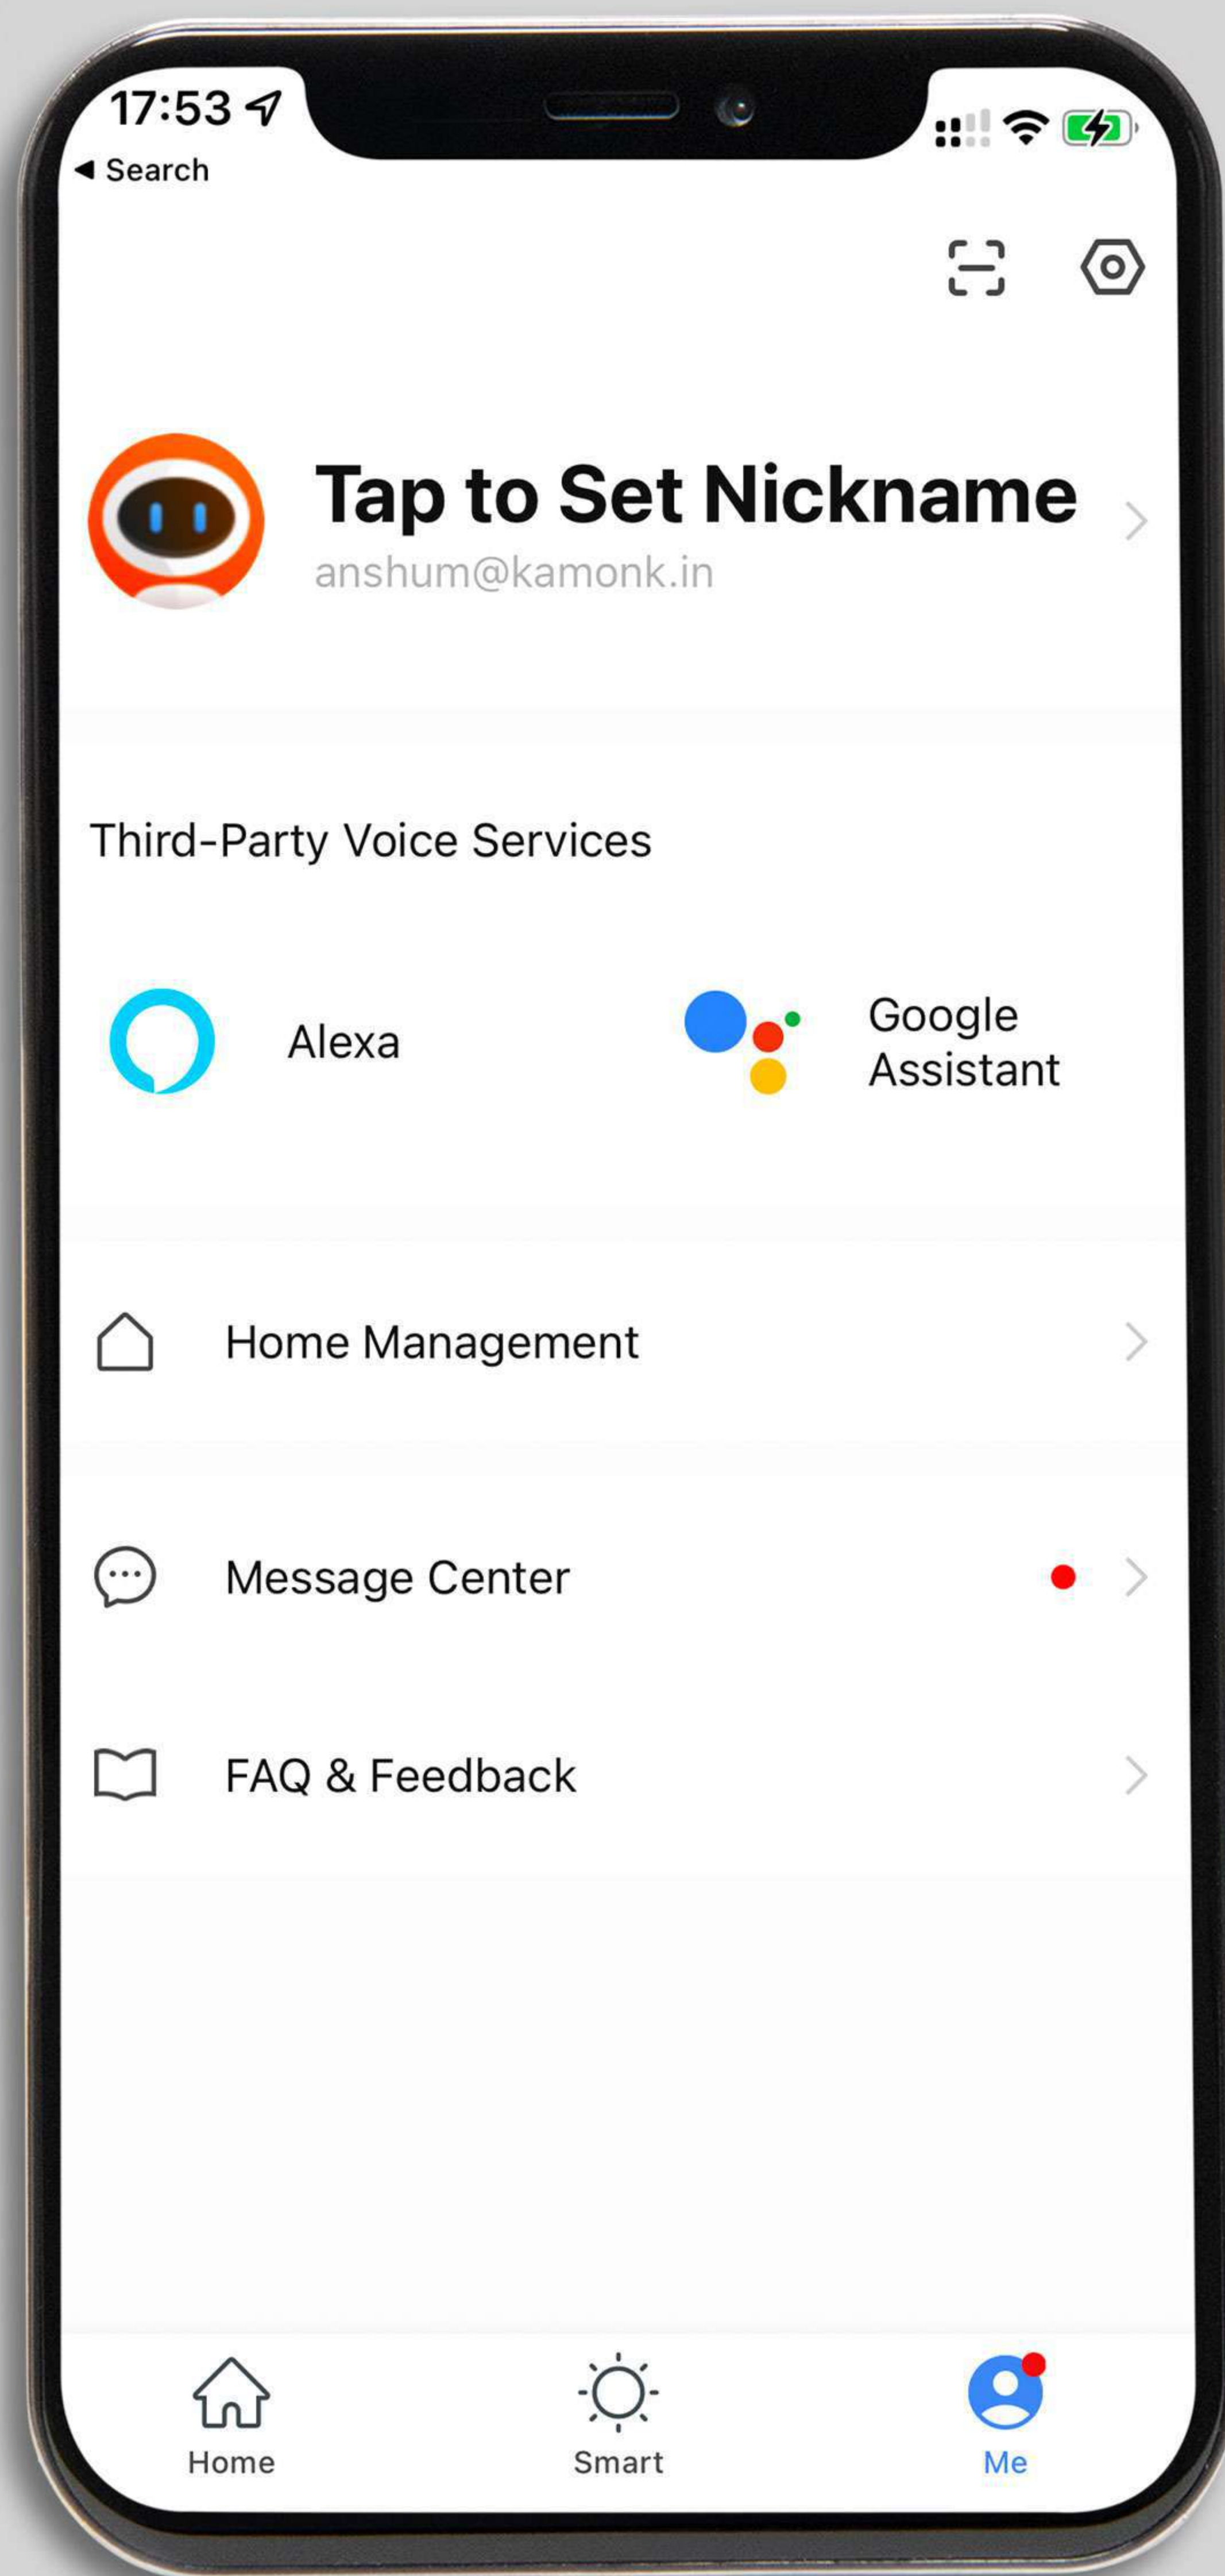 17:53
Search
Tap to Set Nickname
anshum@kamonk.in
Third-Party Voice Services
Alexa
Google
Assistant
Home Management
Message Center
FAQ & Feedback
Home
Smart
Me